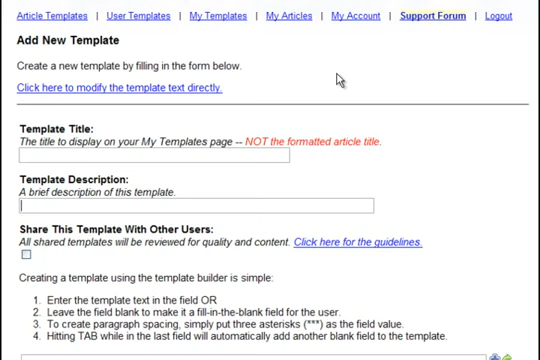 Article Templates | User Templates | My Templates | My Articles | My Account | Support Forum | Logout
Add New Template
Create a new template by filling in the form below.
Click here to modify the template text directly.
Template Title:
The title to display on your My Templates page -- NOT the formatted article title.
Template Description:
A brief description of this template.
Share This Template With Other Users:
All shared templates will be reviewed for quality and content. Click here for the guidelines.
Creating a template using the template builder is simple:
1. Enter the template text in the field OR
2. Leave the field blank to make it a fill-in-the-blank field for the user.
3. To create paragraph spacing, simply put three asterisks (***) as the field value.
4. Hitting TAB while in the last field will automatically add another blank field to the template.